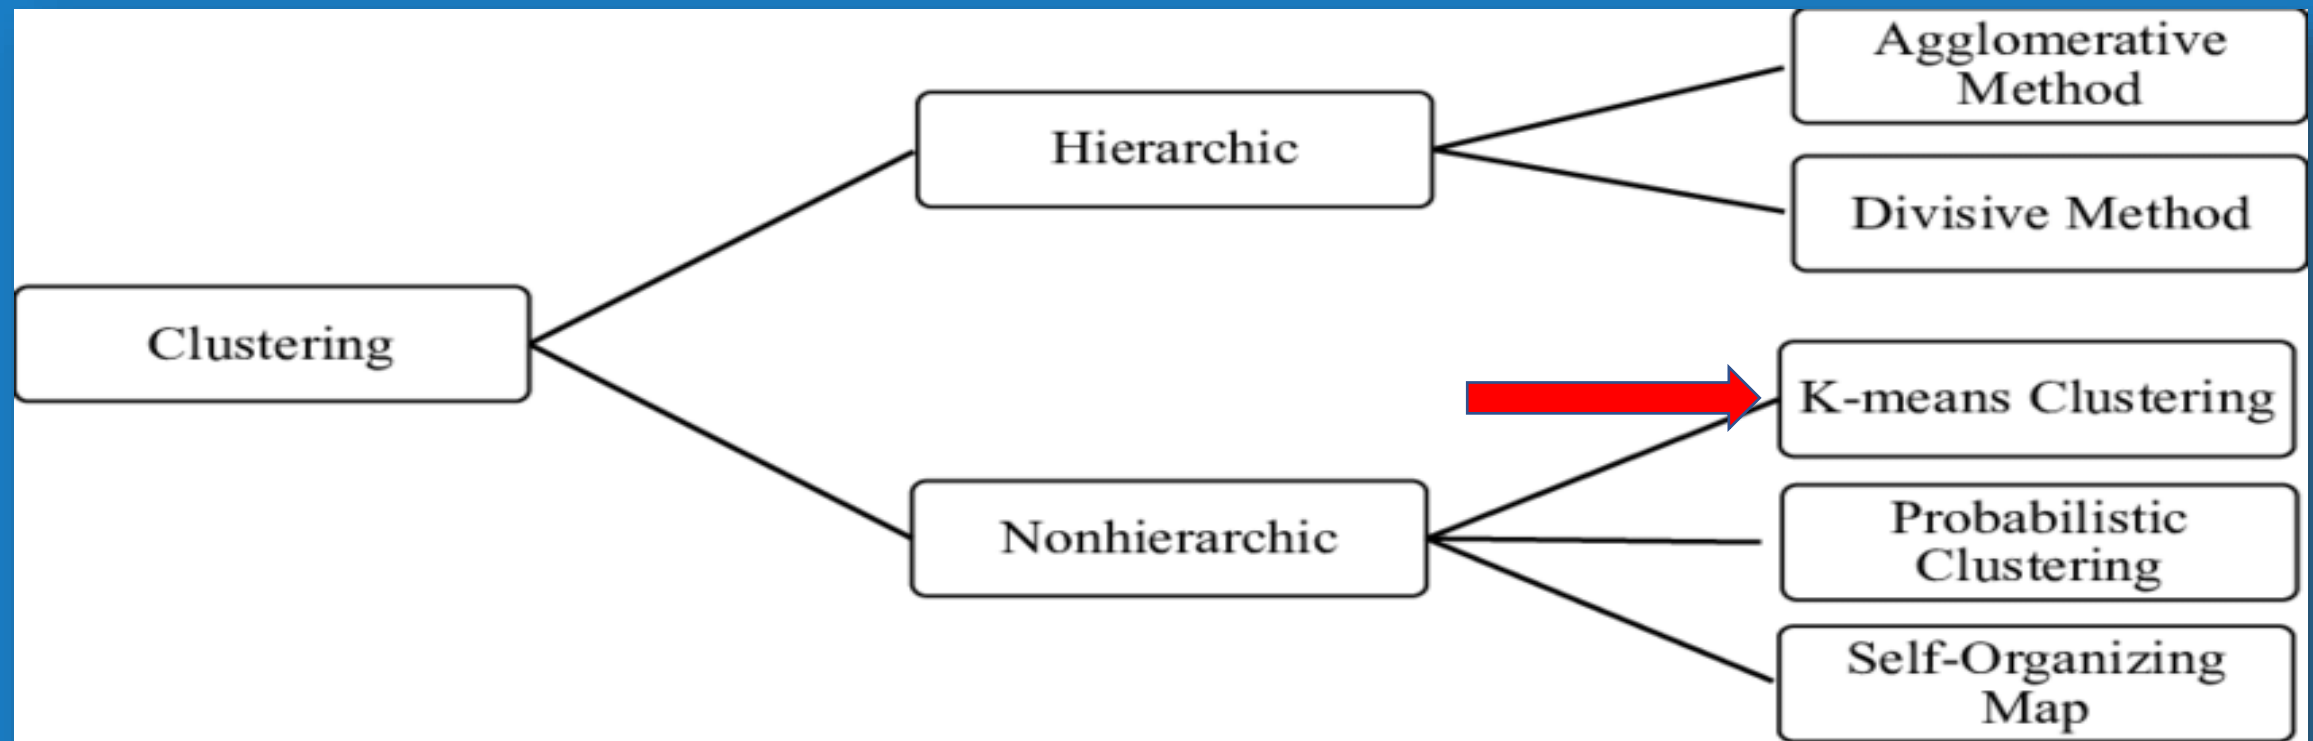 Agglomerative
Method
Hierarchic
Divisive Method
Clustering
K-means Clustering
Nonhierarchic
Probabilistic
Clustering
Self-Organizing
Map